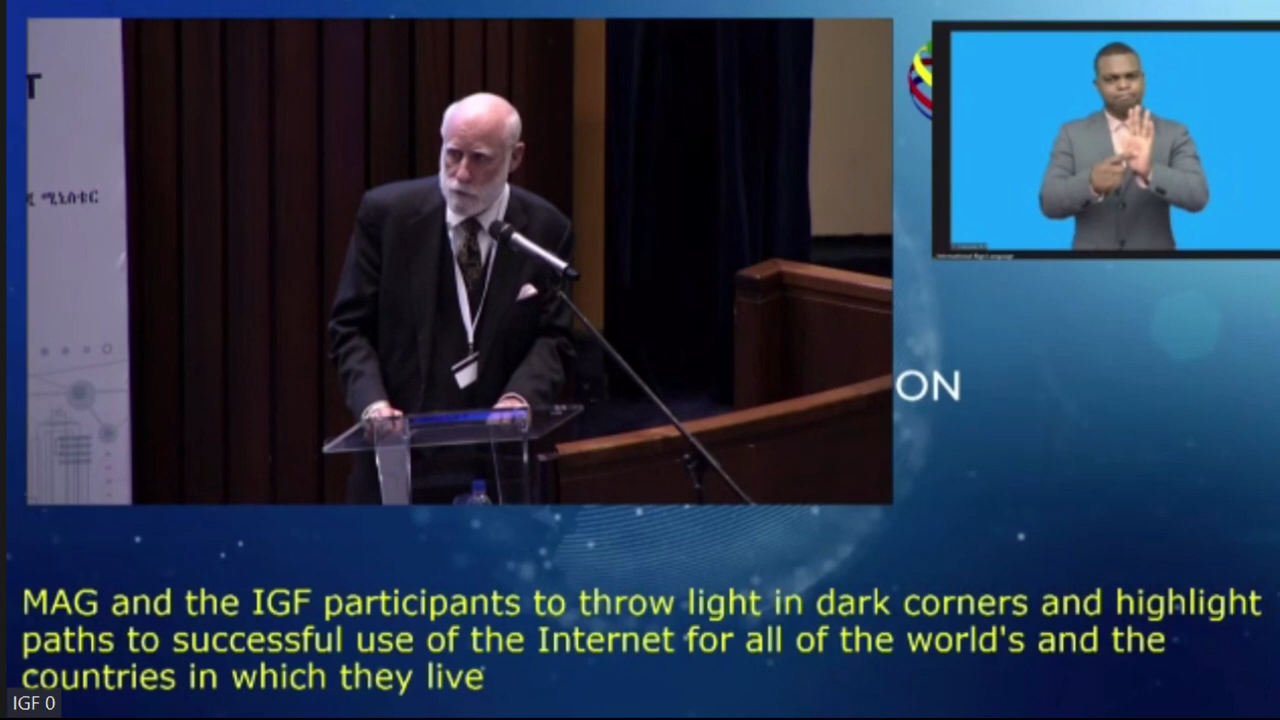 T
ሚኒስቴር
ON
MAG and the IGF participants to throw light in dark corners and highlight
paths to successful use of the Internet for all of the world's and the
countries in which they live
IGF 0